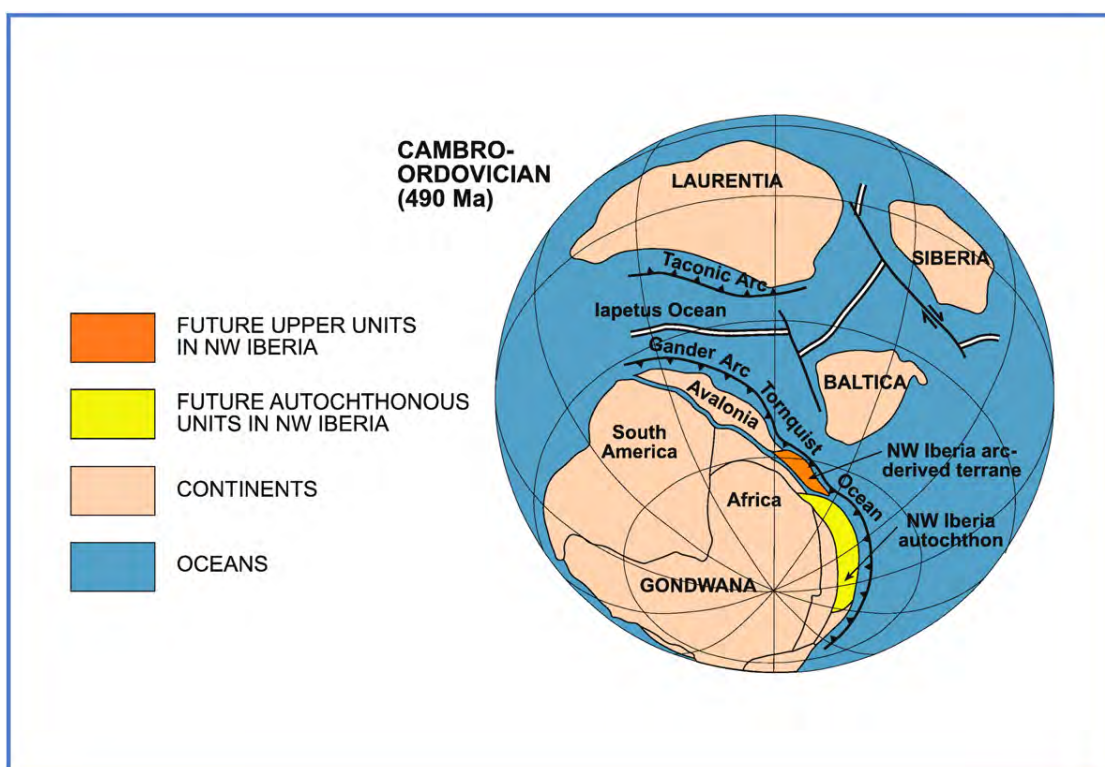 CAMBRO-
ORDOVICIAN
(490 Ma)
LAURENTIA
SIBERIA
Taconic Arc
Iapetus Ocean
Gander Arc
BALTICA
Avalonia
Tornquist
Ocean
South
America
Africa
NW Iberia arc-
derived terrane
NW Iberia
autochthon
GONDWANA
FUTURE UPPER UNITS
IN NW IBERIA
FUTURE AUTOCHTHONOUS
UNITS IN NW IBERIA
CONTINENTS
OCEANS